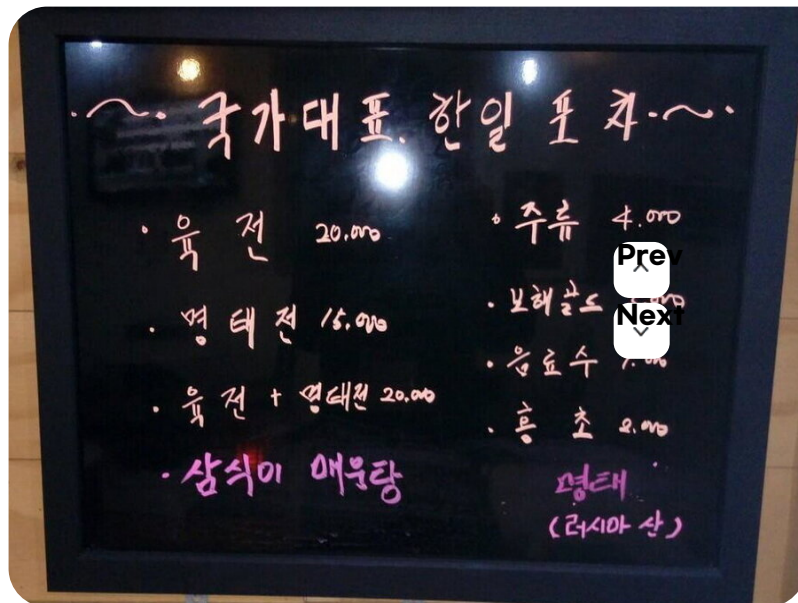 국가대표. 한일 포차
· 육전 20.000
· 명태전 15.000
· 육전 + 명태전 20.000
· 삼식이 매운탕
· 주류 4.000
· 보해골드
· 음료수
· 홍초 2.000
명태
(러시아 산)
Prev
Next